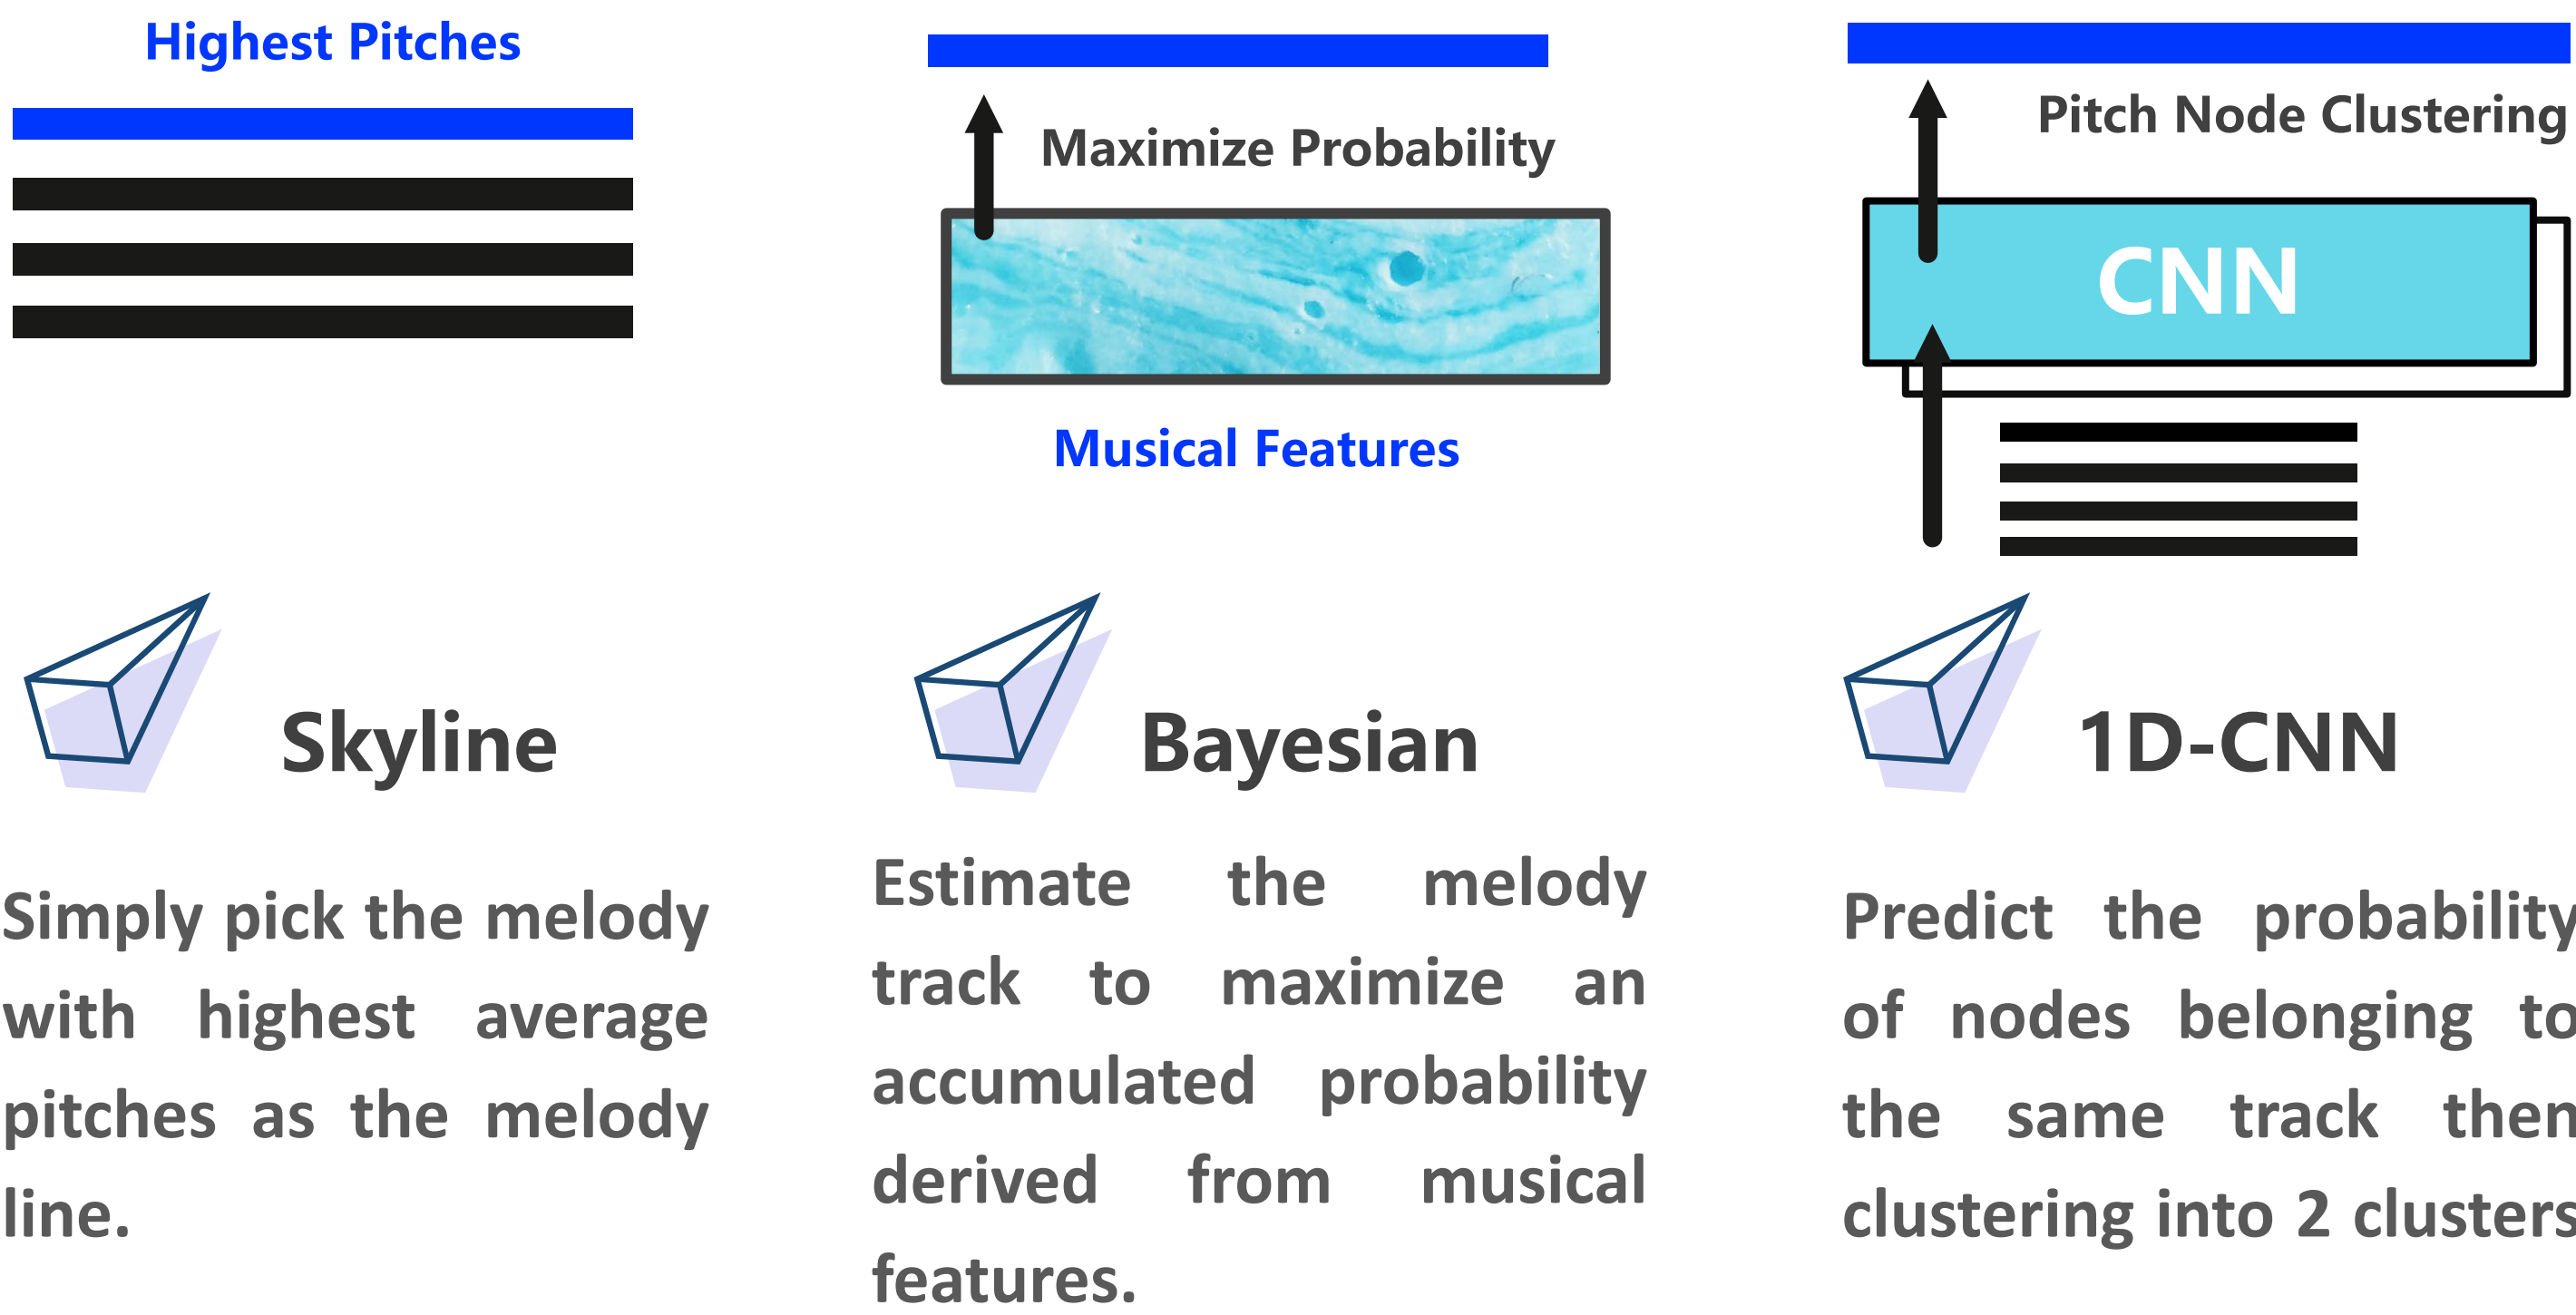 Highest Pitches
Skyline
Simply pick the melody
with highest average
pitches as the melody
line.
Maximize Probability
Musical Features
Bayesian
Estimate the melody
track to maximize an
accumulated probability
derived from musical
features.
Pitch Node Clustering
CNN
1D-CNN
Predict the probability
of nodes belonging to
the same track then
clustering into 2 clusters